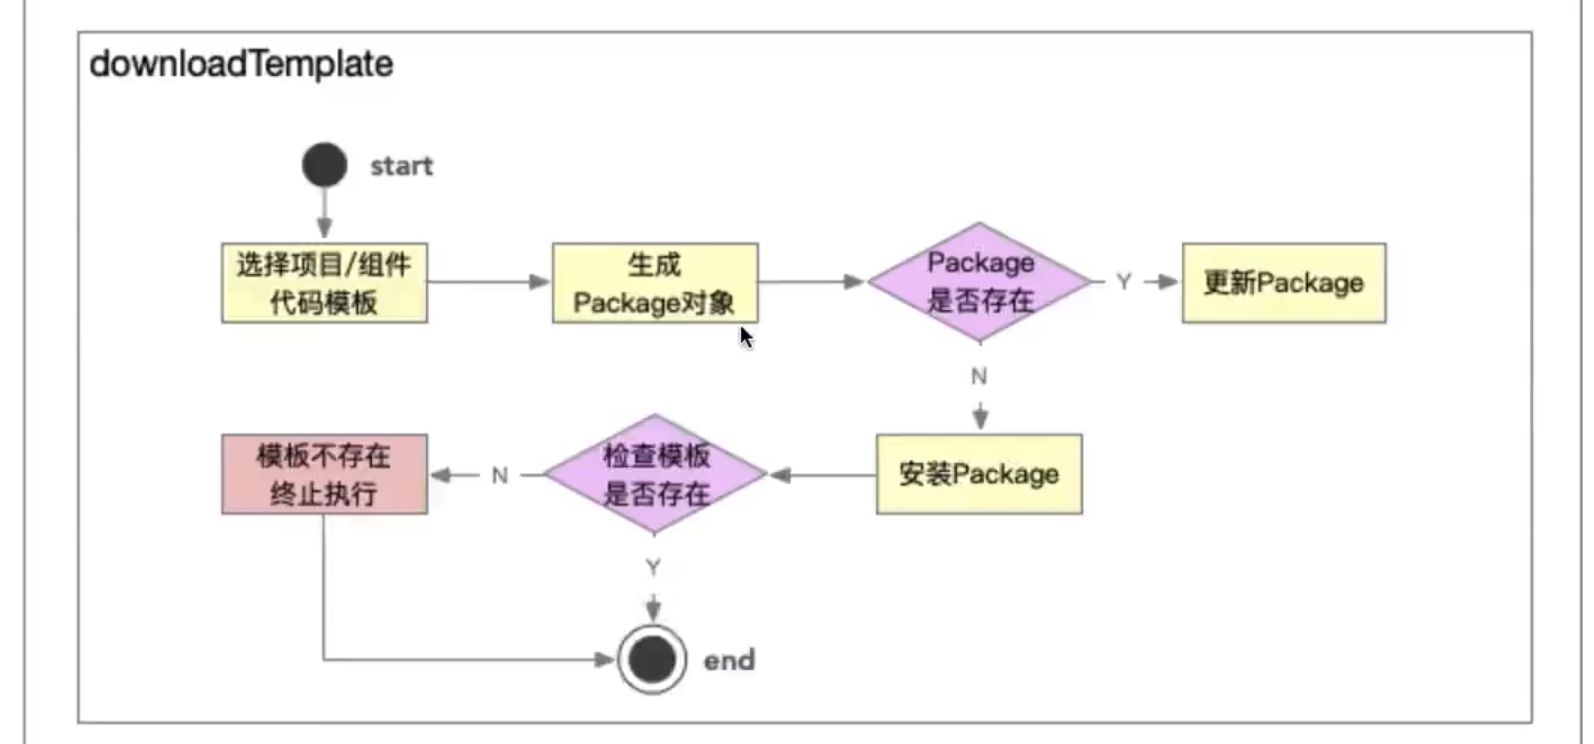 downloadTemplate
start
选择项目/组件
代码模板
生成
Package对象
Package
是否存在
Y
更新Package
N
安装Package
检查模板
是否存在
N
模板不存在
终止执行
Y
end